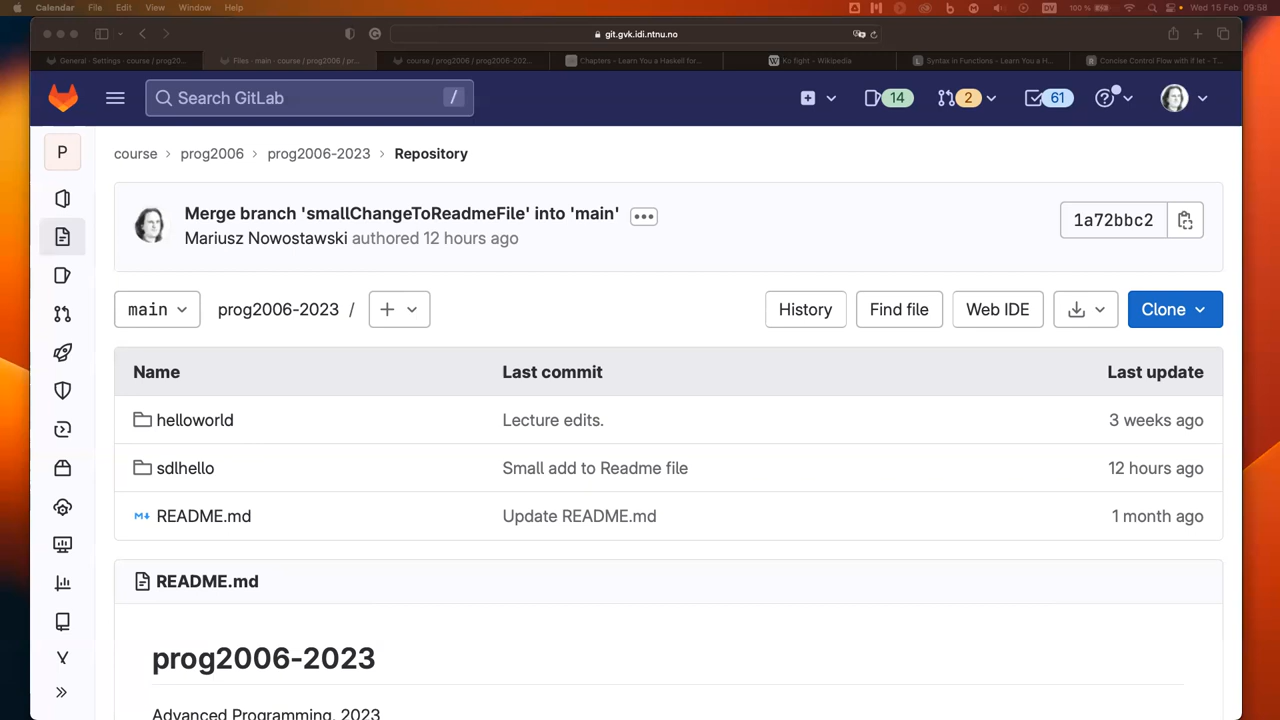 Calendar File Edit View Window Help
DV 100 % Wed 15 Feb 09:58
git.gvk.idi.ntnu.no
General · Settings · course / prog20...
Files · main · course / prog2006 / pr...
course / prog2006 / prog2006-202...
Chapters - Learn You a Haskell for...
Ko fight - Wikipedia
Syntax in Functions - Learn You a H...
Concise Control Flow with if let - T...
Search GitLab /
14 2 61
P
course > prog2006 > prog2006-2023 > Repository
Merge branch 'smallChangeToReadmeFile' into 'main' •••
Mariusz Nowostawski authored 12 hours ago
1a72bbc2
main prog2006-2023 / +
History Find file Web IDE Clone
Name Last commit Last update
helloworld Lecture edits. 3 weeks ago
sdlhello Small add to Readme file 12 hours ago
README.md Update README.md 1 month ago
README.md
prog2006-2023
Advanced Programming, 2023